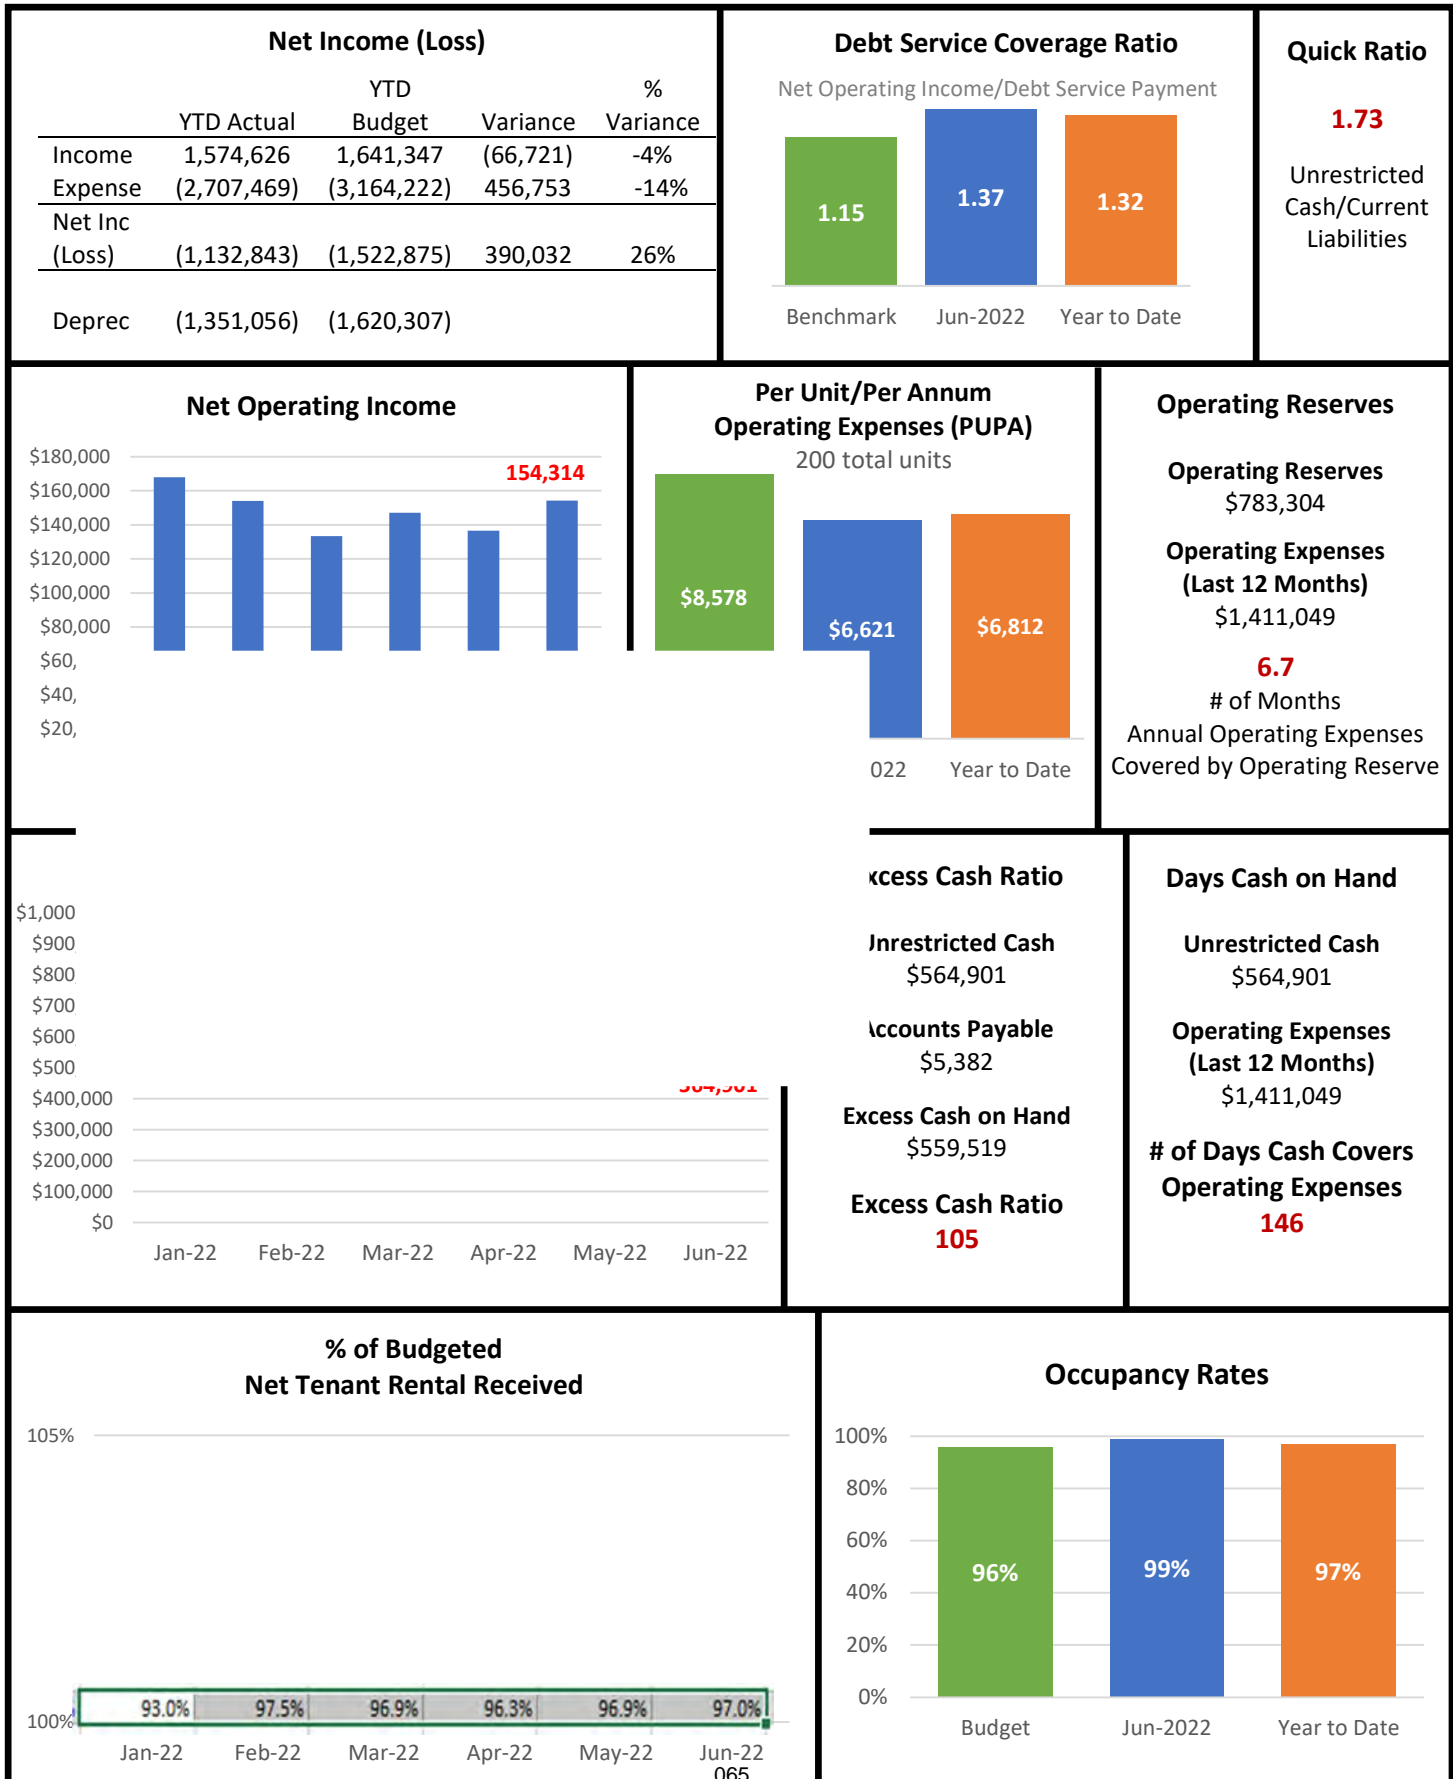 Net Income (Loss)
YTD %
YTD Actual Budget Variance Variance
Income 1,574,626 1,641,347 (66,721) -4%
Expense (2,707,469) (3,164,222) 456,753 -14%
Net Inc
(Loss) (1,132,843) (1,522,875) 390,032 26%
Deprec (1,351,056) (1,620,307)
Debt Service Coverage Ratio
Net Operating Income/Debt Service Payment
1.15 1.37 1.32
Benchmark Jun-2022 Year to Date
Quick Ratio
1.73
Unrestricted
Cash/Current
Liabilities
Net Operating Income
$180,000
154,314
$160,000
$140,000
$120,000
$100,000
$80,000
$60,
$40,
$20,
Per Unit/Per Annum
Operating Expenses (PUPA)
200 total units
$8,578
$6,621 $6,812
022 Year to Date
Operating Reserves
Operating Reserves
$783,304
Operating Expenses
(Last 12 Months)
$1,411,049
6.7
# of Months
Annual Operating Expenses
Covered by Operating Reserve
$1,000
$900
$800
$700
$600
$500
564,901
$400,000
$300,000
$200,000
$100,000
$0
Jan-22 Feb-22 Mar-22 Apr-22 May-22 Jun-22
xcess Cash Ratio
Unrestricted Cash
$564,901
Accounts Payable
$5,382
Excess Cash on Hand
$559,519
Excess Cash Ratio
105
Days Cash on Hand
Unrestricted Cash
$564,901
Operating Expenses
(Last 12 Months)
$1,411,049
# of Days Cash Covers
Operating Expenses
146
% of Budgeted
Net Tenant Rental Received
105%
93.0% 97.5% 96.9% 96.3% 96.9% 97.0%
100%
Jan-22 Feb-22 Mar-22 Apr-22 May-22 Jun-22
065
Occupancy Rates
100%
80%
60%
40%
20%
0%
96% 99% 97%
Budget Jun-2022 Year to Date